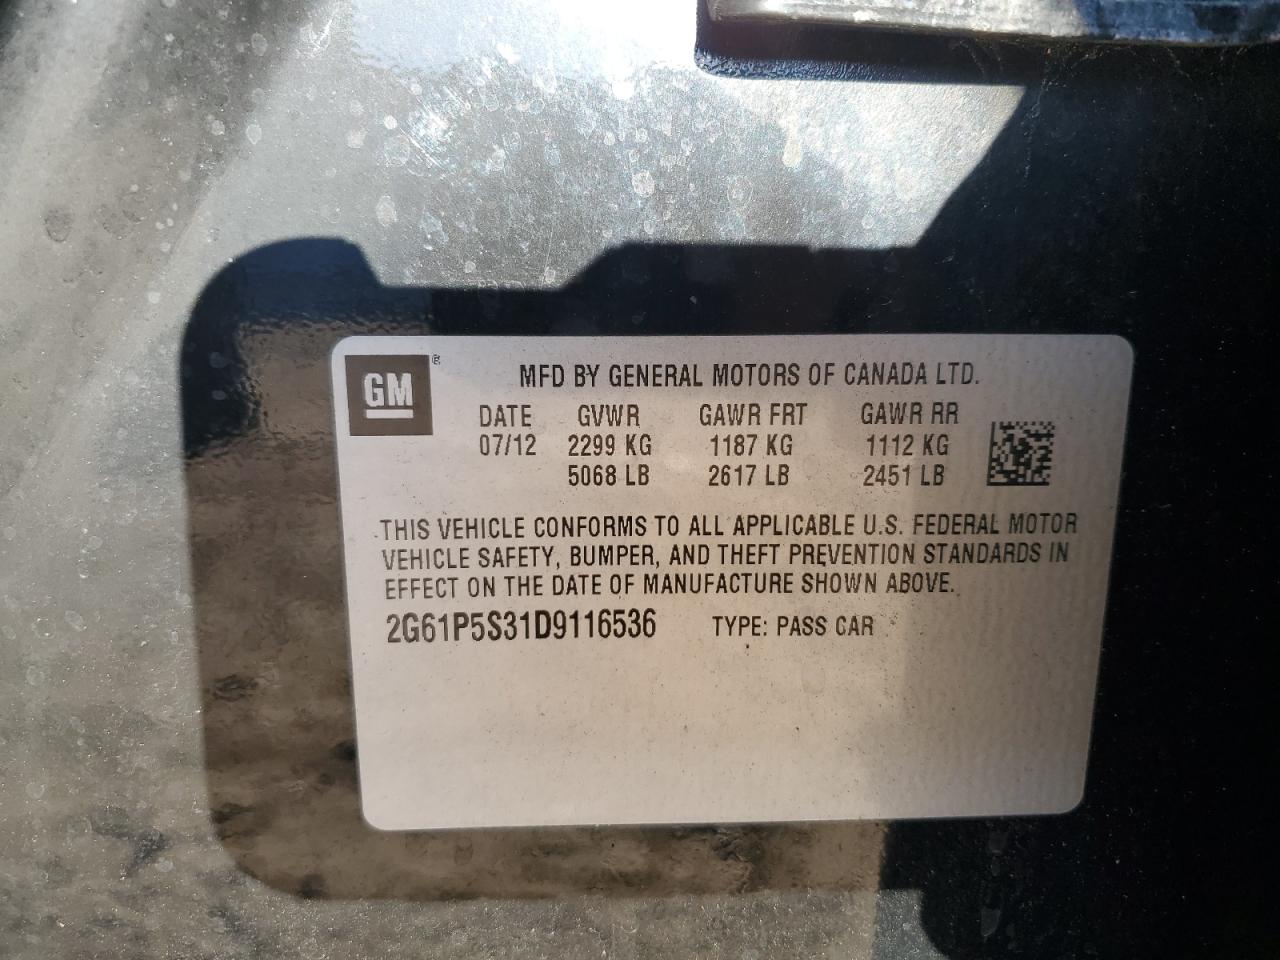 GM ®
MFD BY GENERAL MOTORS OF CANADA LTD.
DATE GVWR GAWR FRT GAWR RR
07/12 2299 KG 1187 KG 1112 KG
5068 LB 2617 LB 2451 LB
THIS VEHICLE CONFORMS TO ALL APPLICABLE U.S. FEDERAL MOTOR
VEHICLE SAFETY, BUMPER, AND THEFT PREVENTION STANDARDS IN
EFFECT ON THE DATE OF MANUFACTURE SHOWN ABOVE.
2G61P5S31D9116536 TYPE: PASS CAR